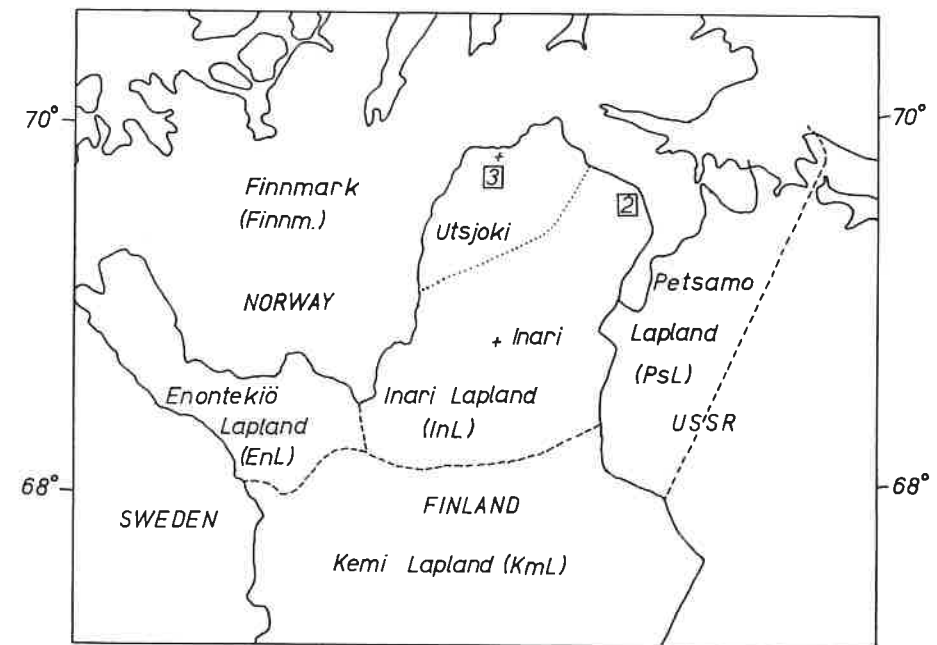 70°
70°
3
2
Finnmark
(Finnm.)
Utsjoki
NORWAY
Petsamo
Inari
Lapland
(PsL)
Enontekiö
Lapland
(EnL)
Inari Lapland
(InL)
USSR
68°
68°
SWEDEN
FINLAND
Kemi Lapland (KmL)